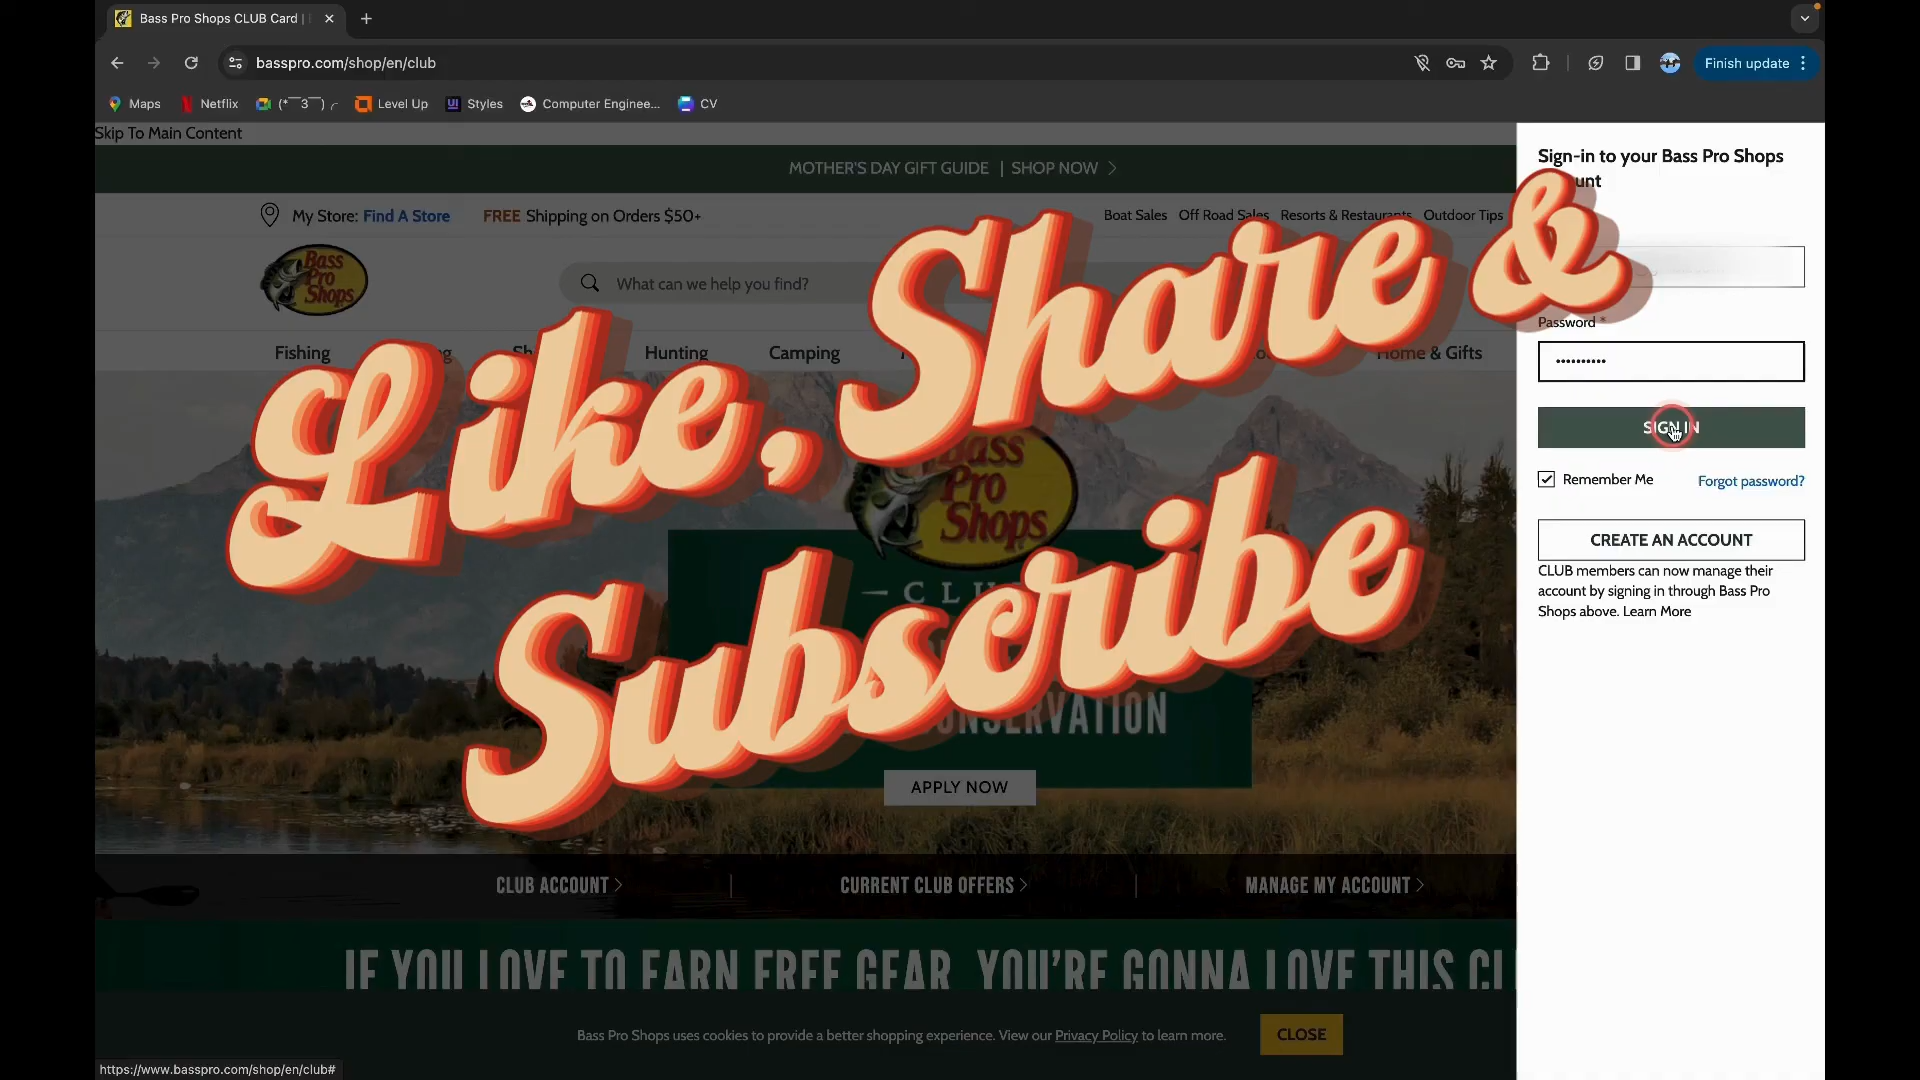 Bass Pro Shops CLUB Card |
basspro.com/shop/en/club
Finish update
Maps
Netflix
Level Up
Styles
Computer Enginee...
CV
Skip To Main Content
MOTHER'S DAY GIFT GUIDE | SHOP NOW
My Store: Find A Store
FREE Shipping on Orders $50+
Boat Sales
Off Road Sales
Resorts & Restaurants
Outdoor Tips
Bass
Pro
Shops
What can we help you find?
Fishing
Hunting
Camping
Home & Gifts
Like, Share &
Subscribe
Bass
Pro
Shops
APPLY NOW
CLUB ACCOUNT
CURRENT CLUB OFFERS
MANAGE MY ACCOUNT
IF YOU LOVE TO EARN FREE GEAR, YOU'RE GONNA LOVE THIS CL
Bass Pro Shops uses cookies to provide a better shopping experience. View our Privacy Policy to learn more.
CLOSE
https://www.basspro.com/shop/en/club#
Sign-in to your Bass Pro Shops
Password *
SIGN IN
Remember Me
Forgot password?
CREATE AN ACCOUNT
CLUB members can now manage their
account by signing in through Bass Pro
Shops above. Learn More